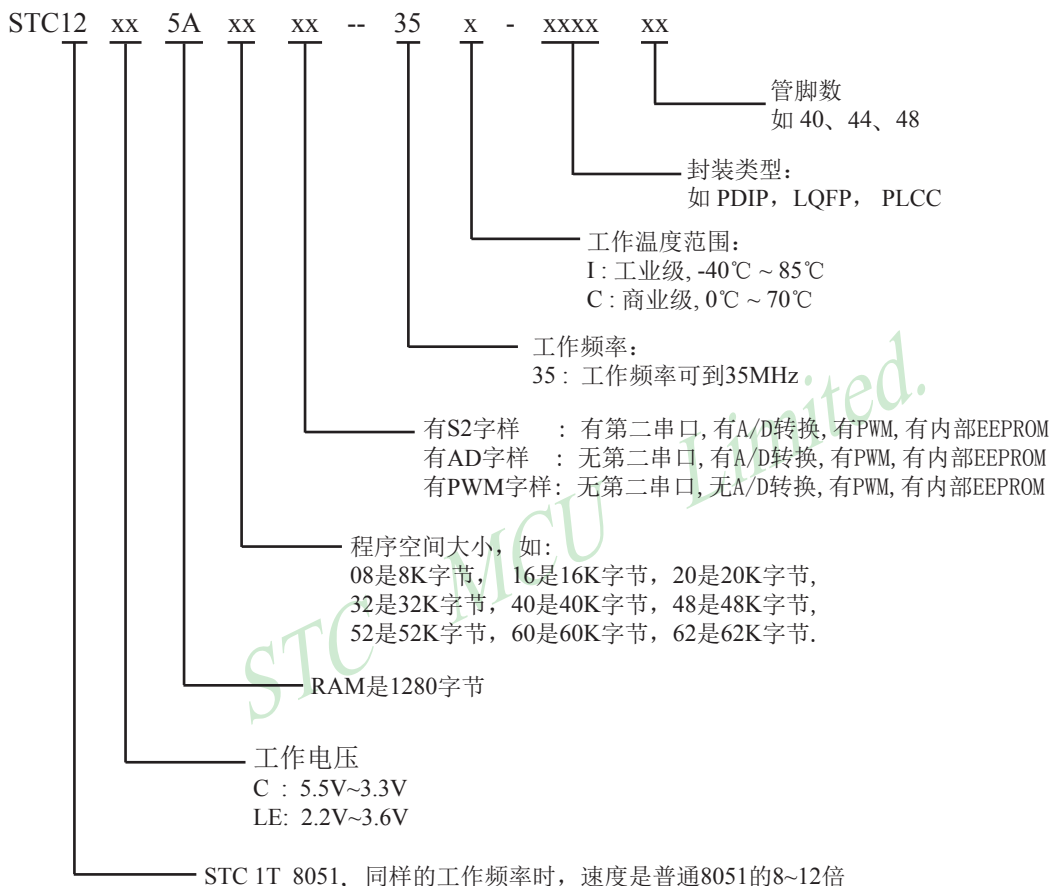 STC12 xx 5A xx xx -- 35 x - xxxx xx
管脚数
如 40、44、48
封装类型：
如 PDIP，LQFP， PLCC
工作温度范围：
I : 工业级, -40℃ ~ 85℃
C : 商业级, 0℃ ~ 70℃
工作频率：
35 : 工作频率可到35MHz
有S2字样 : 有第二串口,有A/D转换,有PWM,有内部EEPROM
有AD字样 : 无第二串口,有A/D转换,有PWM,有内部EEPROM
有PWM字样: 无第二串口,无A/D转换,有PWM,有内部EEPROM
程序空间大小，如:
08是8K字节， 16是16K字节，20是20K字节,
32是32K字节，40是40K字节，48是48K字节,
52是52K字节，60是60K字节，62是62K字节.
RAM是1280字节
工作电压
C : 5.5V~3.3V
LE: 2.2V~3.6V
STC 1T 8051，同样的工作频率时，速度是普通8051的8~12倍
STC MCU Limited.